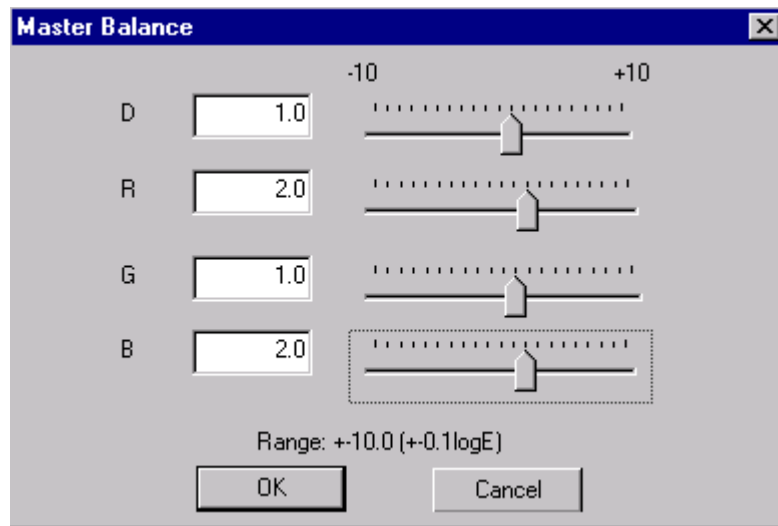 Master Balance
-10 +10
D 1.0
R 2.0
G 1.0
B 2.0
Range: +-10.0 (+-0.1logE)
OK Cancel